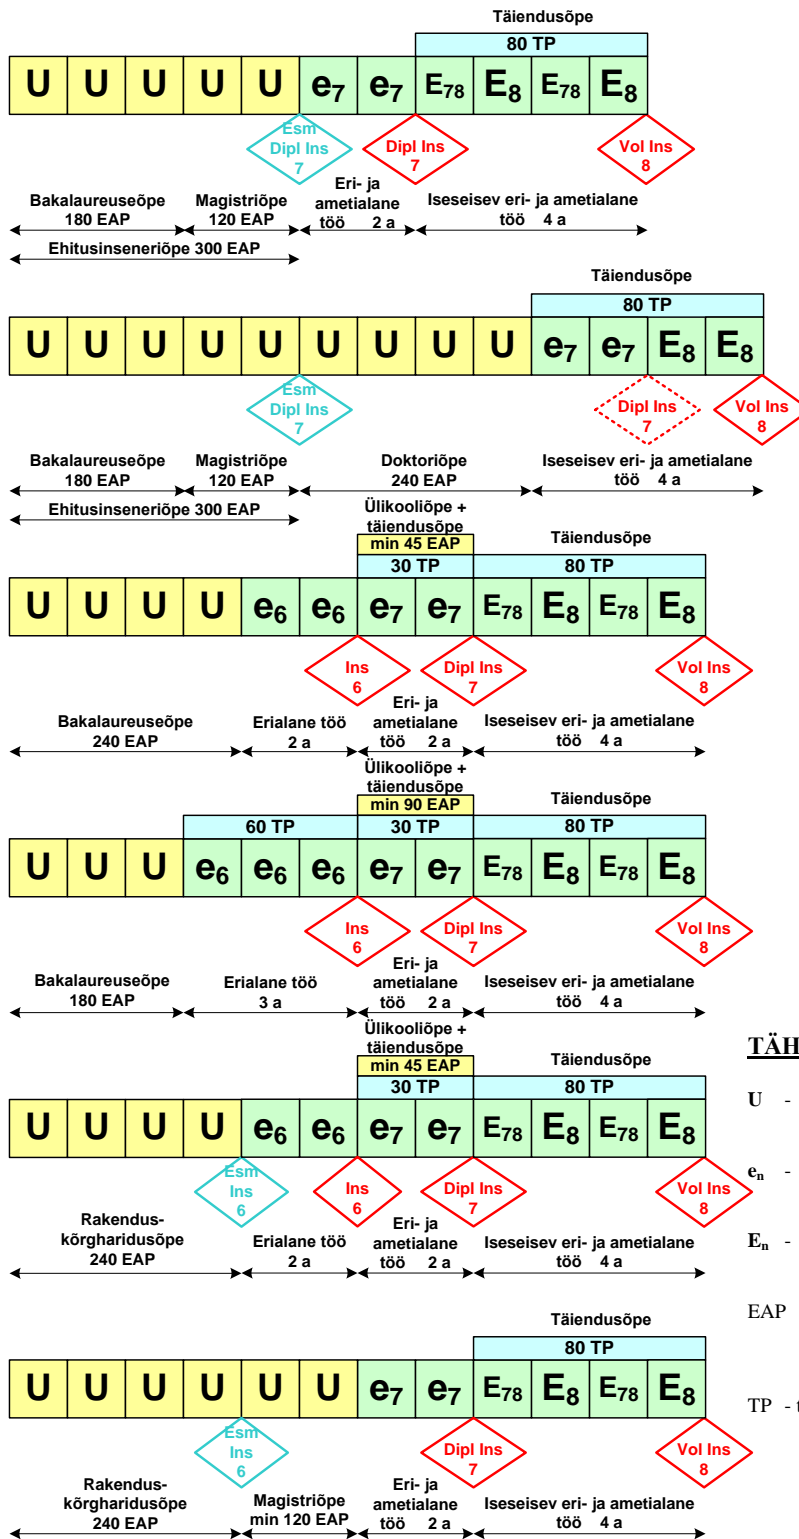 Täiendusõpe
80 TP
U U U U U e₇ e₇ E₇₈ E₈ E₇₈ E₈
Esm
Dipl Ins
7
Dipl Ins
7
Vol Ins
8
Bakalaureuseõpe
180 EAP
Magistriõpe
120 EAP
Eri- ja
ametialane
töö 2 a
Iseseisev eri- ja ametialane
töö 4 a
Ehitusinseneriõpe 300 EAP
Täiendusõpe
80 TP
U U U U U U U U U e₇ e₇ E₈ E₈
Esm
Dipl Ins
7
Dipl Ins
7
Vol Ins
8
Bakalaureuseõpe
180 EAP
Magistriõpe
120 EAP
Doktoriõpe
240 EAP
Iseseisev eri- ja ametialane
töö 4 a
Ehitusinseneriõpe 300 EAP
Ülikooliõpe +
täiendusõpe
min 45 EAP
30 TP
Täiendusõpe
80 TP
U U U U e₆ e₆ e₇ e₇ E₇₈ E₈ E₇₈ E₈
Ins
6
Dipl Ins
7
Vol Ins
8
Bakalaureuseõpe
240 EAP
Erialane töö
2 a
Eri- ja
ametialane
töö 2 a
Iseseisev eri- ja ametialane
töö 4 a
Ülikooliõpe +
täiendusõpe
min 90 EAP
60 TP
30 TP
Täiendusõpe
80 TP
U U U e₆ e₆ e₆ e₇ e₇ E₇₈ E₈ E₇₈ E₈
Ins
6
Dipl Ins
7
Vol Ins
8
Bakalaureuseõpe
180 EAP
Erialane töö
3 a
Eri- ja
ametialane
töö 2 a
Iseseisev eri- ja ametialane
töö 4 a
Ülikooliõpe +
täiendusõpe
min 45 EAP
30 TP
Täiendusõpe
80 TP
U U U U e₆ e₆ e₇ e₇ E₇₈ E₈ E₇₈ E₈
Esm
Ins
6
Ins
6
Dipl Ins
7
Vol Ins
8
Rakendus-
kõrgharidusõpe
240 EAP
Erialane töö
2 a
Eri- ja
ametialane
töö 2 a
Iseseisev eri- ja ametialane
töö 4 a
Täiendusõpe
80 TP
U U U U U U e₇ e₇ E₇₈ E₈ E₇₈ E₈
Esm
Ins
6
Dipl Ins
7
Vol Ins
8
Rakendus-
kõrgharidusõpe
240 EAP
Magistriõpe
min 120 EAP
Eri- ja
ametialane
töö 2 a
Iseseisev eri- ja ametialane
töö 4 a
TÄH
U -
eₙ -
Eₙ -
EAP
TP - t